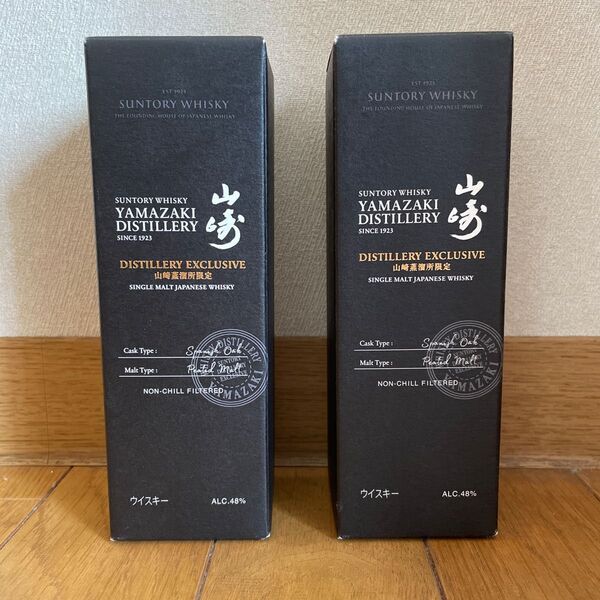 EST 1923
SUNTORY WHISKY
THE FOUNDING HOUSE OF JAPANESE WHISKY
SUNTORY WHISKY
YAMAZAKI
DISTILLERY
SINCE 1923
山崎
DISTILLERY EXCLUSIVE
山崎蒸溜所限定
SINGLE MALT JAPANESE WHISKY
Cask Type : Spanish Oak
Malt Type : Peated Malt
NON-CHILL FILTERED
DISTILLERY
YAMAZAKI
ウイスキー ALC.48%
EST 1923
SUNTORY WHISKY
THE FOUNDING HOUSE OF JAPANESE WHISKY
SUNTORY WHISKY
YAMAZAKI
DISTILLERY
SINCE 1923
山崎
DISTILLERY EXCLUSIVE
山崎蒸溜所限定
SINGLE MALT JAPANESE WHISKY
Cask Type : Spanish Oak
Malt Type : Peated Malt
NON-CHILL FILTERED
DISTILLERY
YAMAZAKI
ウイスキー ALC.48%